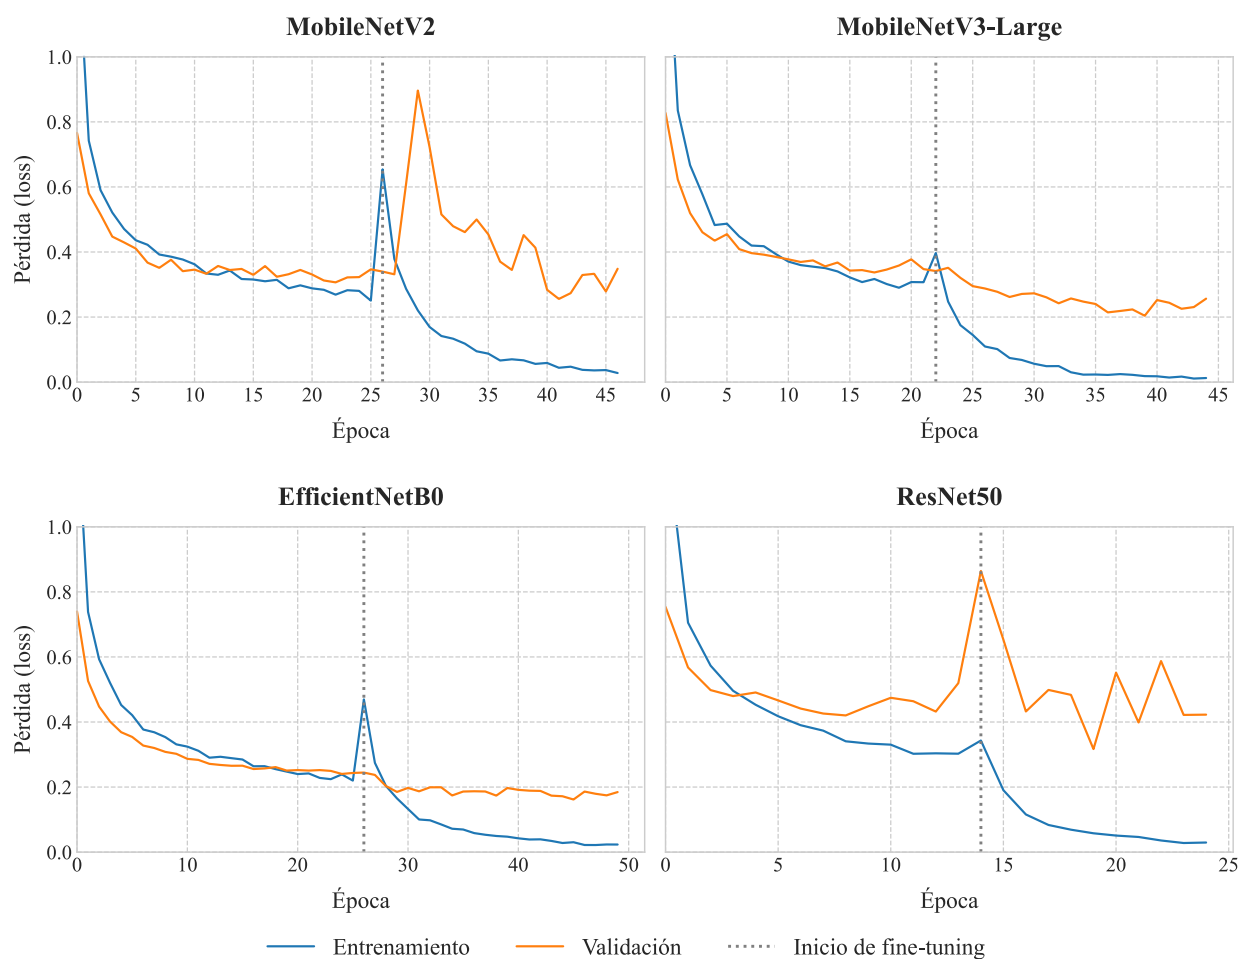 MobileNetV2
MobileNetV3-Large
Pérdida (loss)
1.0
0.8
0.6
0.4
0.2
0.0
0 5 10 15 20 25 30 35 40 45
Época
0 5 10 15 20 25 30 35 40 45
Época
EfficientNetB0
ResNet50
Pérdida (loss)
1.0
0.8
0.6
0.4
0.2
0.0
0 10 20 30 40 50
Época
0 5 10 15 20 25
Época
Entrenamiento Validación Inicio de fine-tuning